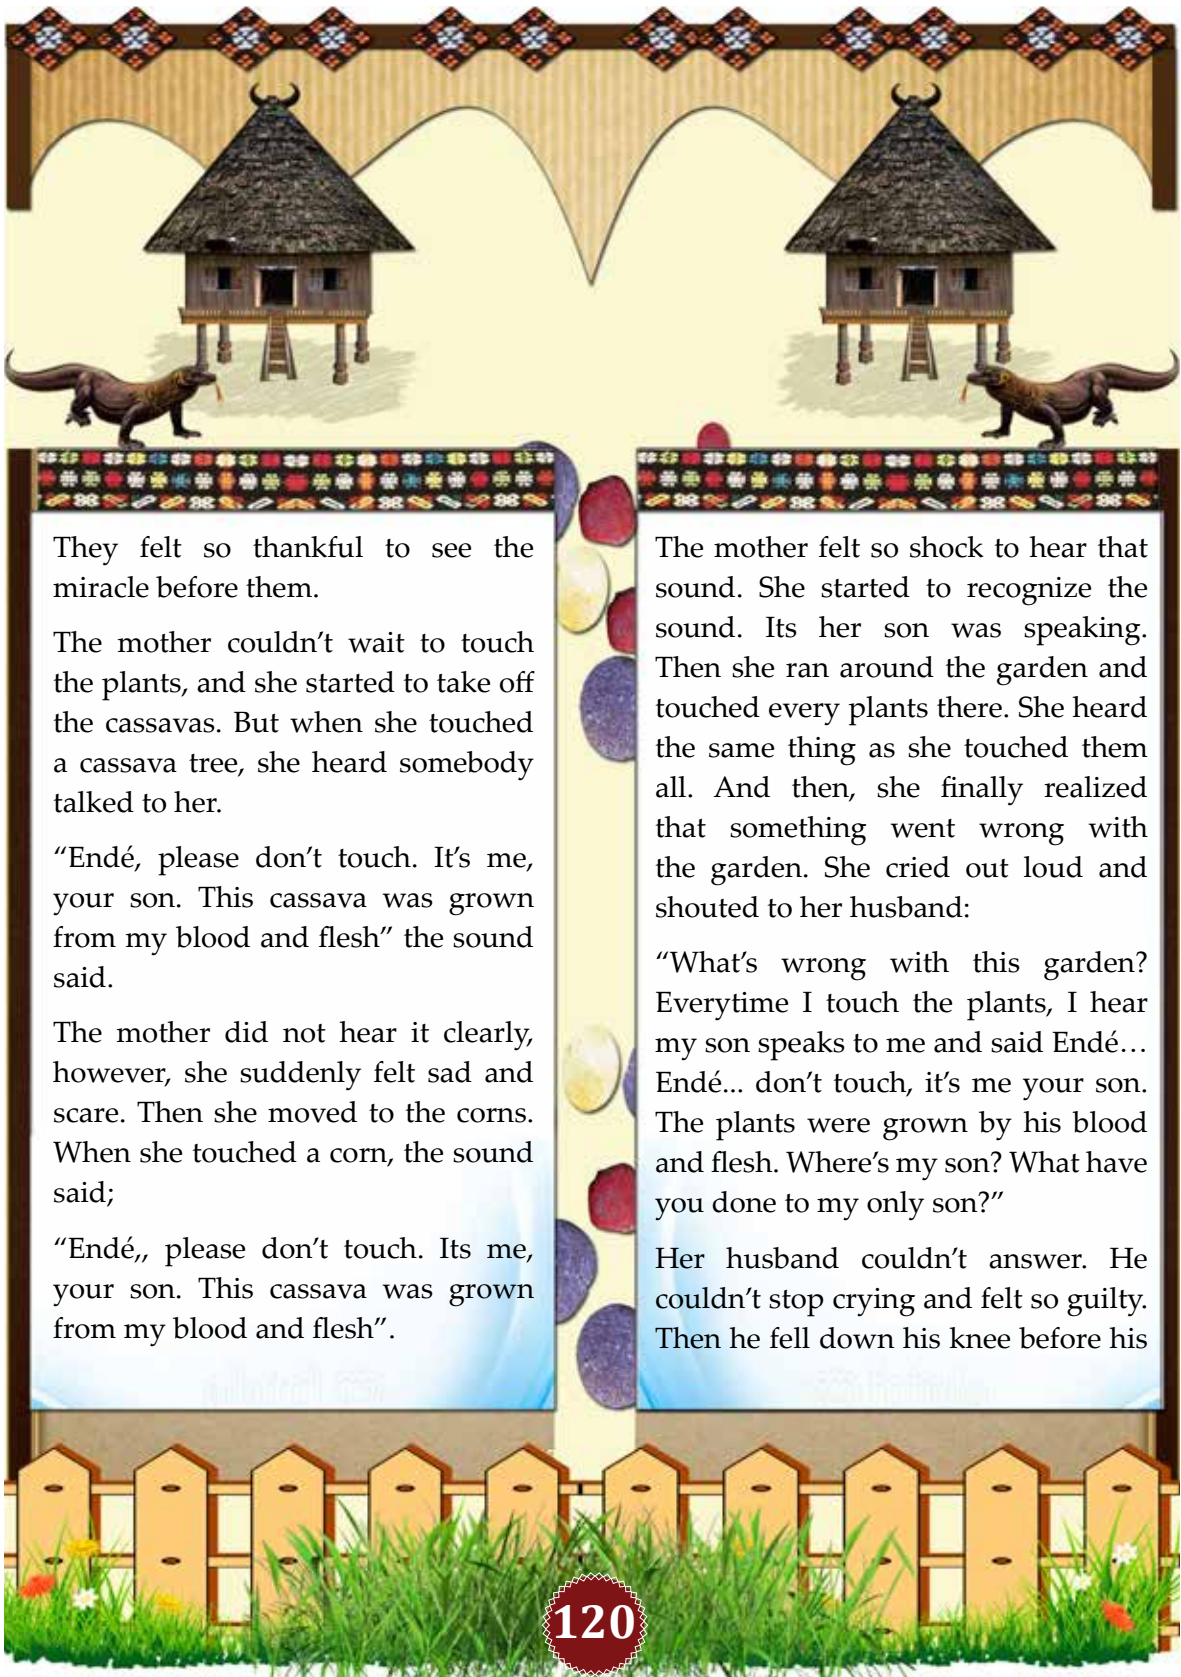 They felt so thankful to see the
miracle before them.
The mother couldn’t wait to touch
the plants, and she started to take off
the cassavas. But when she touched
a cassava tree, she heard somebody
talked to her.
“Endé, please don’t touch. It’s me,
your son. This cassava was grown
from my blood and flesh” the sound
said.
The mother did not hear it clearly,
however, she suddenly felt sad and
scare. Then she moved to the corns.
When she touched a corn, the sound
said;
“Endé,, please don’t touch. Its me,
your son. This cassava was grown
from my blood and flesh”.
The mother felt so shock to hear that
sound. She started to recognize the
sound. Its her son was speaking.
Then she ran around the garden and
touched every plants there. She heard
the same thing as she touched them
all. And then, she finally realized
that something went wrong with
the garden. She cried out loud and
shouted to her husband:
“What’s wrong with this garden?
Everytime I touch the plants, I hear
my son speaks to me and said Endé…
Endé... don’t touch, it’s me your son.
The plants were grown by his blood
and flesh. Where’s my son? What have
you done to my only son?”
Her husband couldn’t answer. He
couldn’t stop crying and felt so guilty.
Then he fell down his knee before his
120